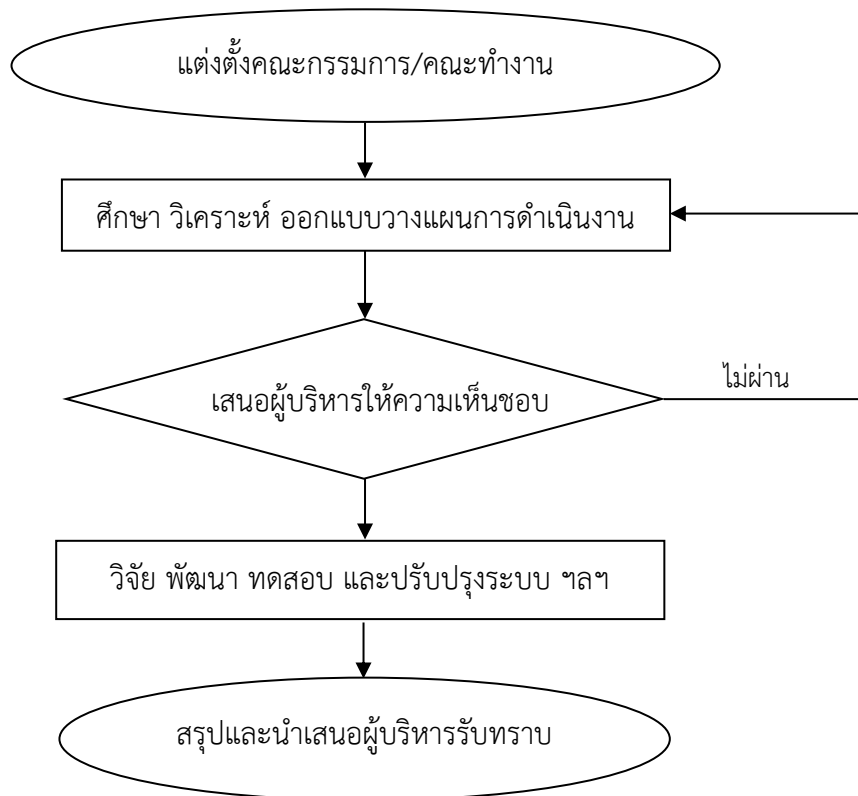 แต่งตั้งคณะกรรมการ/คณะทำงาน
ศึกษา วิเคราะห์ ออกแบบวางแผนการดำเนินงาน
ไม่ผ่าน
เสนอผู้บริหารให้ความเห็นชอบ
วิจัย พัฒนา ทดสอบ และปรับปรุงระบบ ฯลฯ
สรุปและนำเสนอผู้บริหารรับทราบ